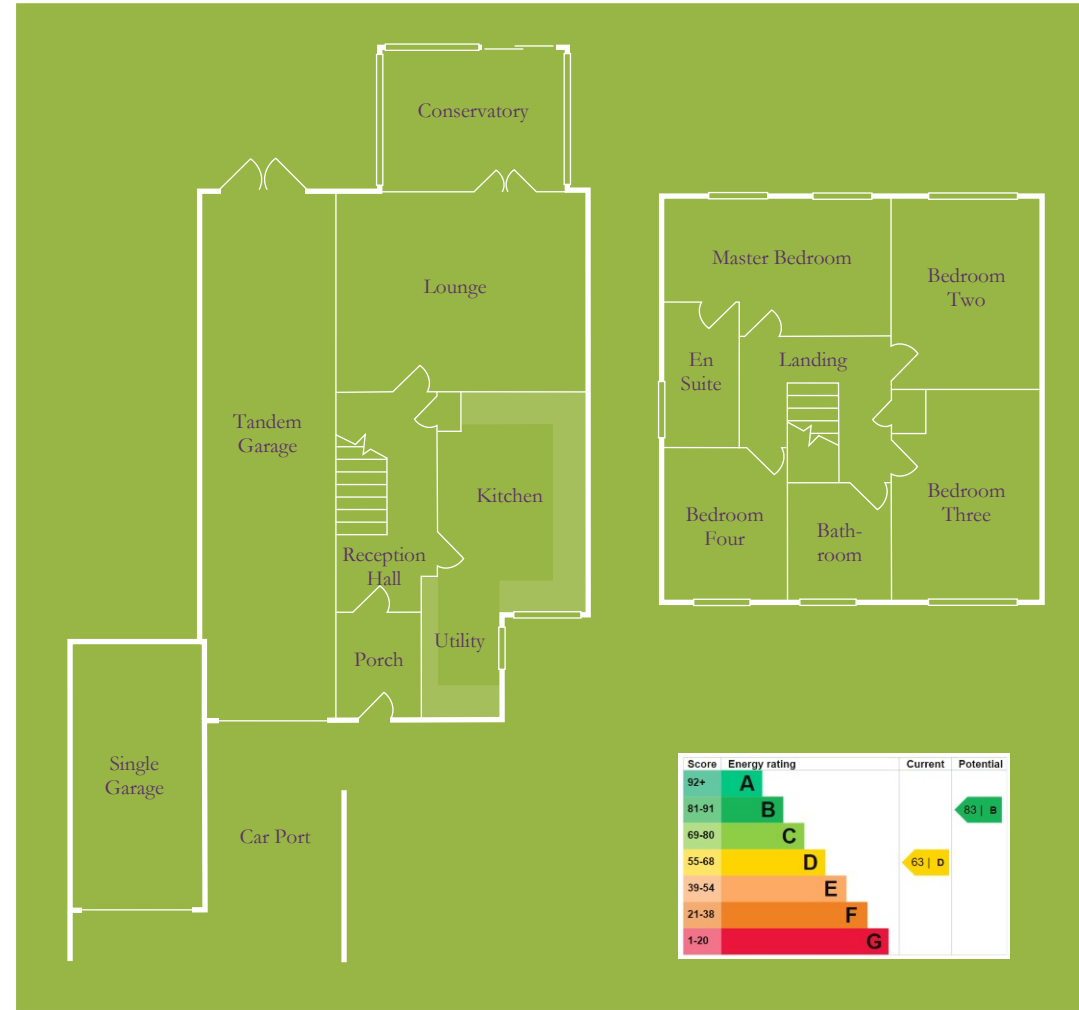 Conservatory
Lounge
Tandem
Garage
Kitchen
Reception
Hall
Utility
Porch
Single
Garage
Car Port
Master Bedroom
Bedroom
Two
En
Suite
Landing
Bedroom
Four
Bath-
room
Bedroom
Three
Score Energy rating Current Potential
92+ A
81-91 B 83 | B
69-80 C
55-68 D 63 | D
39-54 E
21-38 F
1-20 G